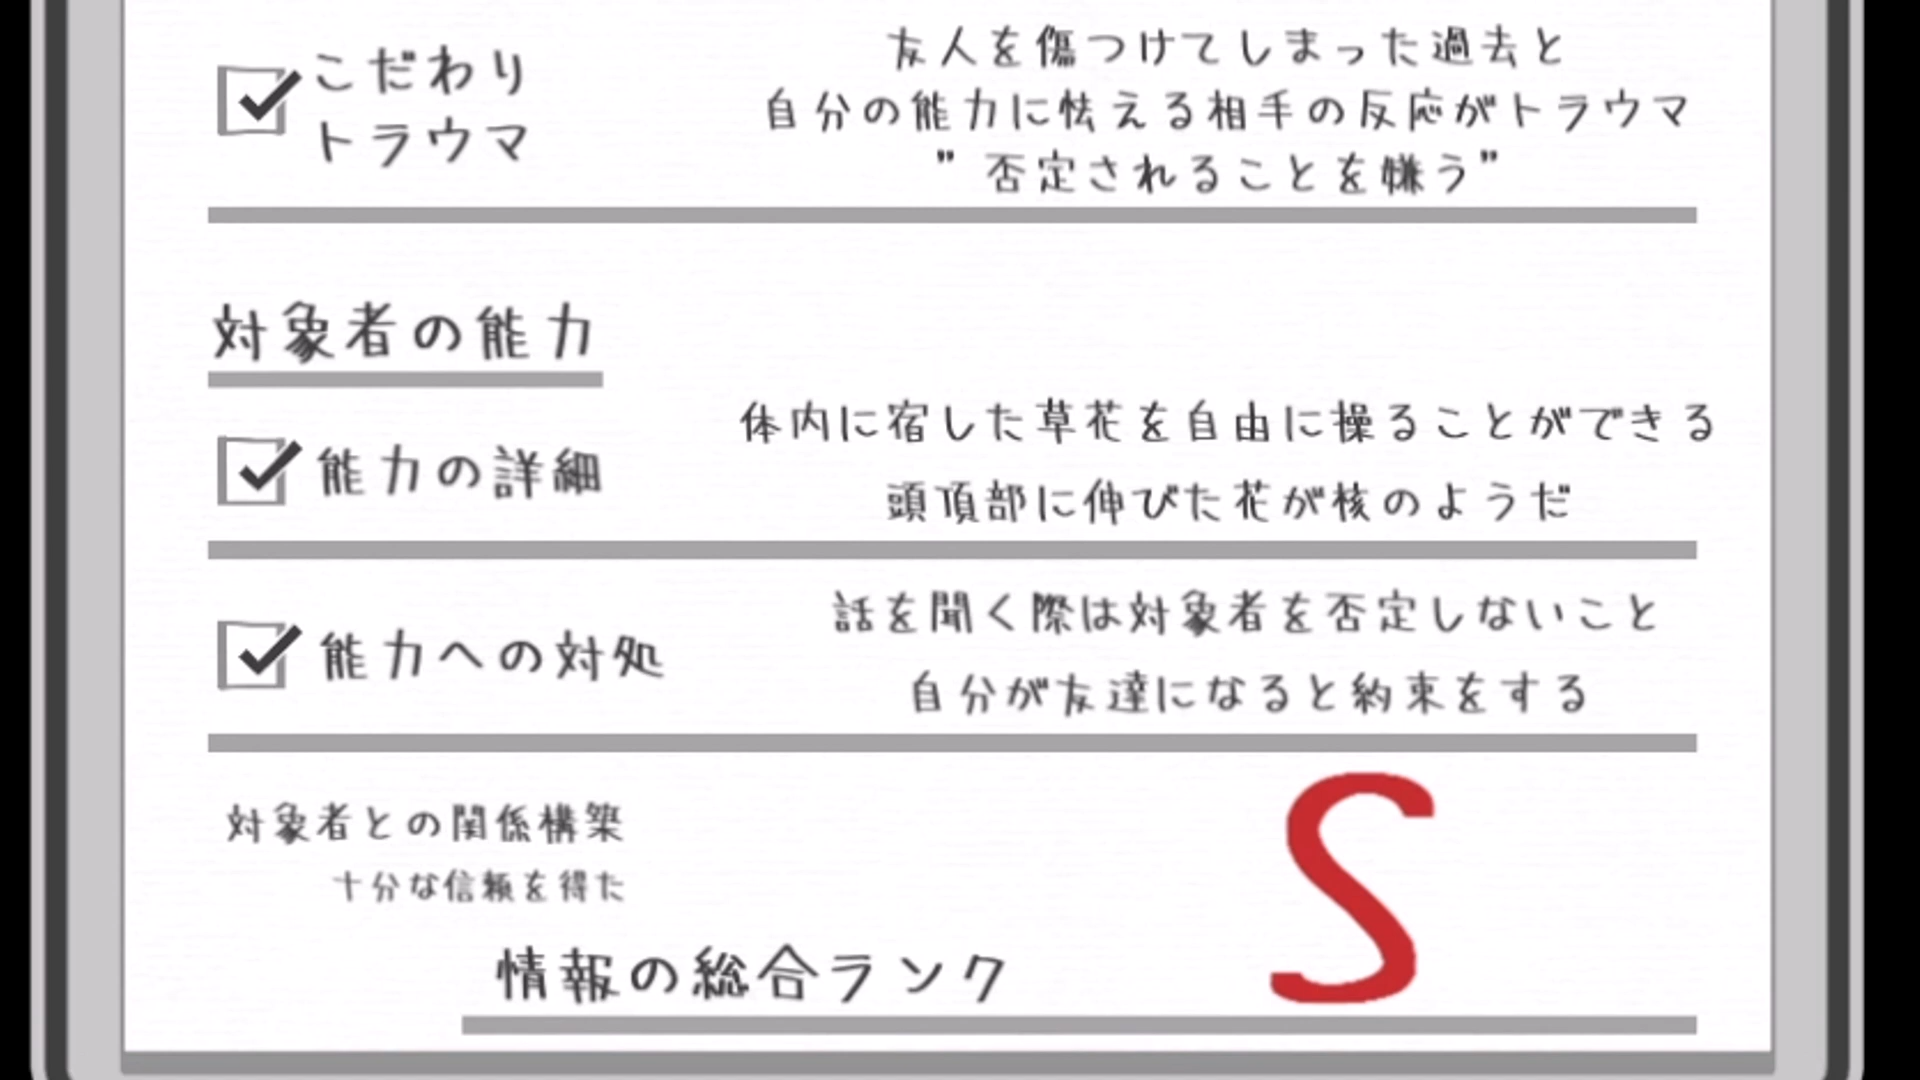 こだわり
トラウマ
友人を傷つけてしまった過去と
自分の能力に怯える相手の反応がトラウマ
” 否定されることを嫌う”
対象者の能力
能力の詳細
体内に宿した草花を自由に操ることができる
頭頂部に伸びた花が核のようだ
能力への対処
話を聞く際は対象者を否定しないこと
自分が友達になると約束をする
対象者との関係構築
十分な信頼を得た
情報の総合ランク
S